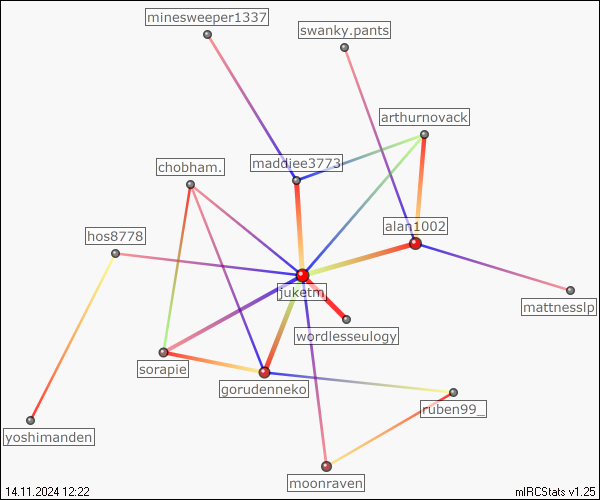 minesweeper1337
swanky.pants
arthurnovack
maddiee3773
chobham.
alan1002
hos8778
juketm
mattnesslp
wordlesseulogy
sorapie
gorudenneko
ruben99_
yoshimanden
moonraven
14.11.2024 12:22
mIRCStats v1.25